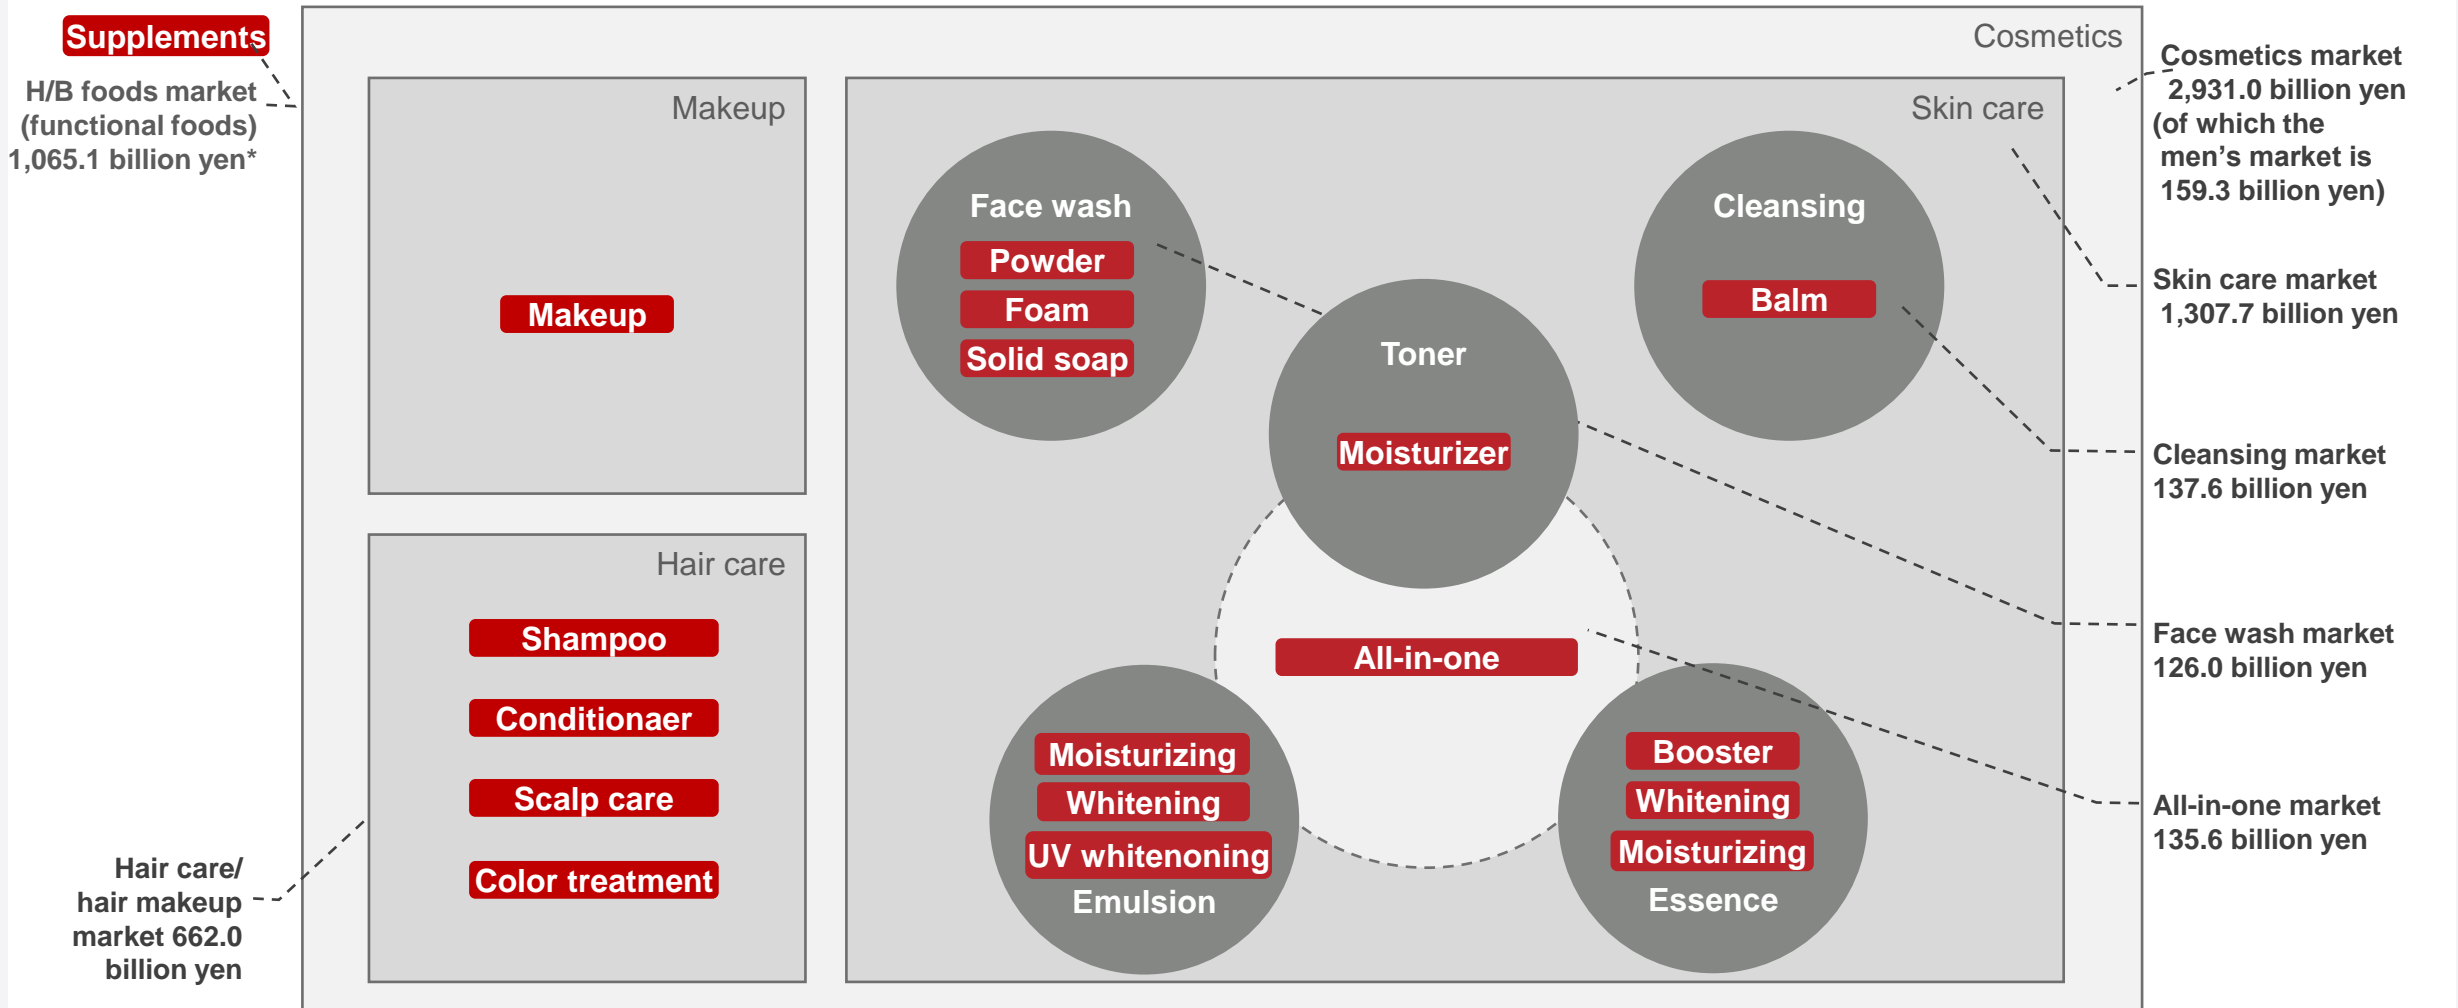 Supplements
H/B foods market
(functional foods)
1,065.1 billion yen*
Hair care/
hair makeup
market 662.0
billion yen
Cosmetics
Makeup
Makeup
Hair care
Shampoo
Conditionaer
Scalp care
Color treatment
Skin care
Face wash
Powder
Foam
Solid soap
Cleansing
Balm
Toner
Moisturizer
All-in-one
Moisturizing
Whitening
UV whitenoning
Emulsion
Booster
Whitening
Moisturizing
Essence
Cosmetics market
2,931.0 billion yen
(of which the
men’s market is
159.3 billion yen)
Skin care market
1,307.7 billion yen
Cleansing market
137.6 billion yen
Face wash market
126.0 billion yen
All-in-one market
135.6 billion yen